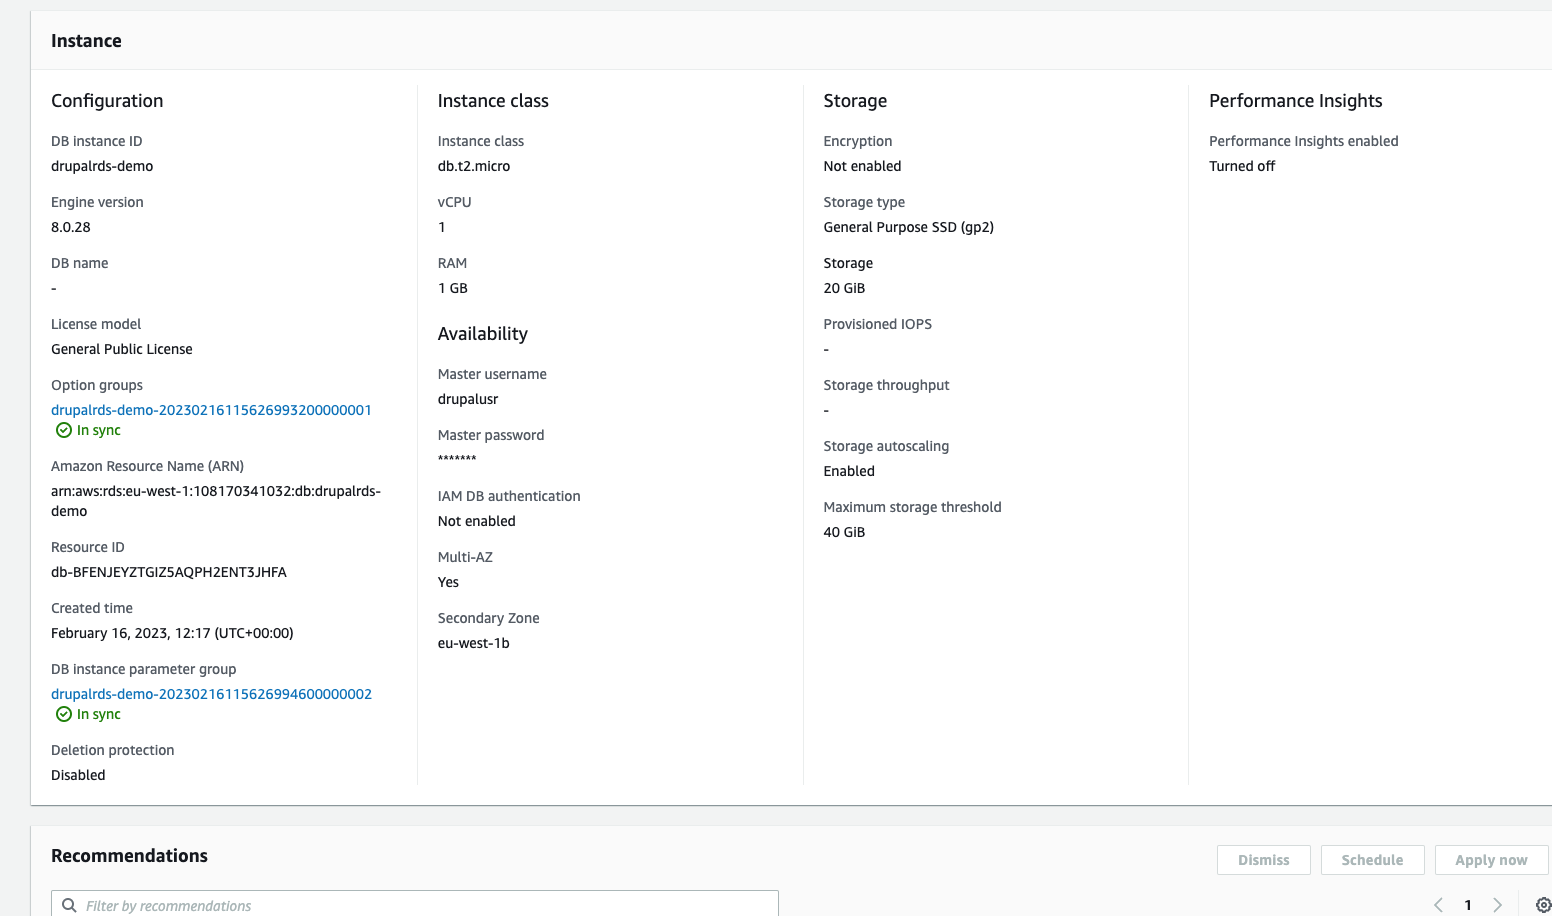 Instance
Configuration
DB instance ID
drupalrds-demo
Engine version
8.0.28
DB name
-
License model
General Public License
Option groups
drupalrds-demo-20230216115626993200000001
In sync
Amazon Resource Name (ARN)
arn:aws:rds:eu-west-1:108170341032:db:drupalrds-
demo
Resource ID
db-BFENJEYZTGIZ5AQPH2ENT3JHFA
Created time
February 16, 2023, 12:17 (UTC+00:00)
DB instance parameter group
drupalrds-demo-20230216115626994600000002
In sync
Deletion protection
Disabled
Instance class
Instance class
db.t2.micro
vCPU
1
RAM
1 GB
Availability
Master username
drupalusr
Master password
*******
IAM DB authentication
Not enabled
Multi-AZ
Yes
Secondary Zone
eu-west-1b
Storage
Encryption
Not enabled
Storage type
General Purpose SSD (gp2)
Storage
20 GiB
Provisioned IOPS
-
Storage throughput
-
Storage autoscaling
Enabled
Maximum storage threshold
40 GiB
Performance Insights
Performance Insights enabled
Turned off
Recommendations
Dismiss
Schedule
Apply now
Filter by recommendations
1